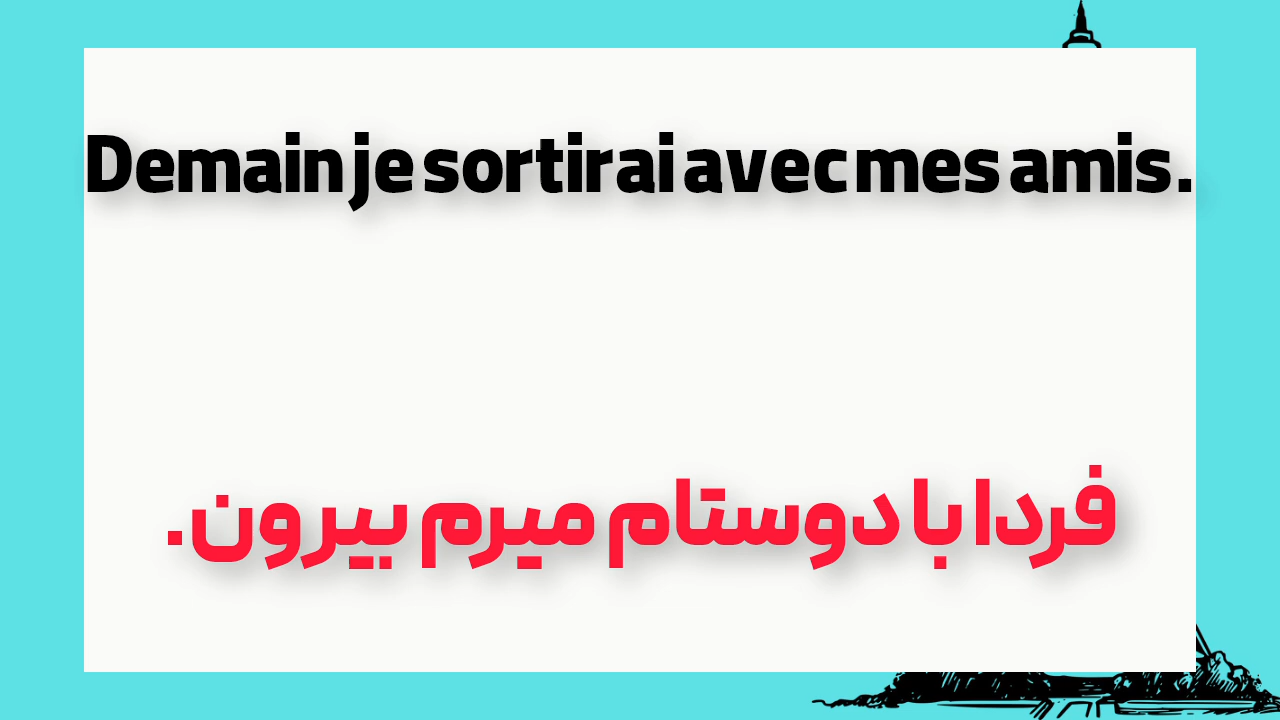 Demain je sortirai avec mes amis.
فردا با دوستام میرم بیرون.